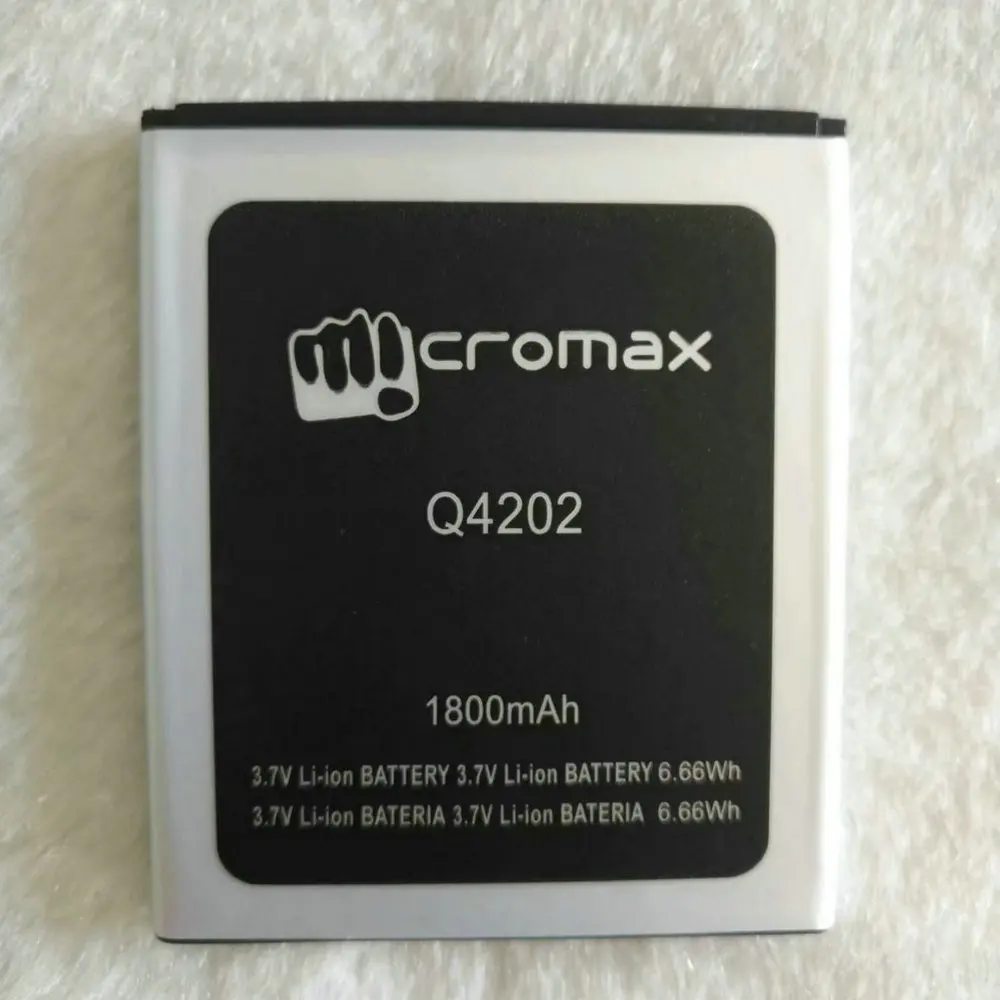 micromax
Q4202
1800mAh
3.7V Li-ion BATTERY 3.7V Li-ion BATTERY 6.66Wh
3.7V Li-ion BATERIA 3.7V Li-ion BATERIA 6.66Wh